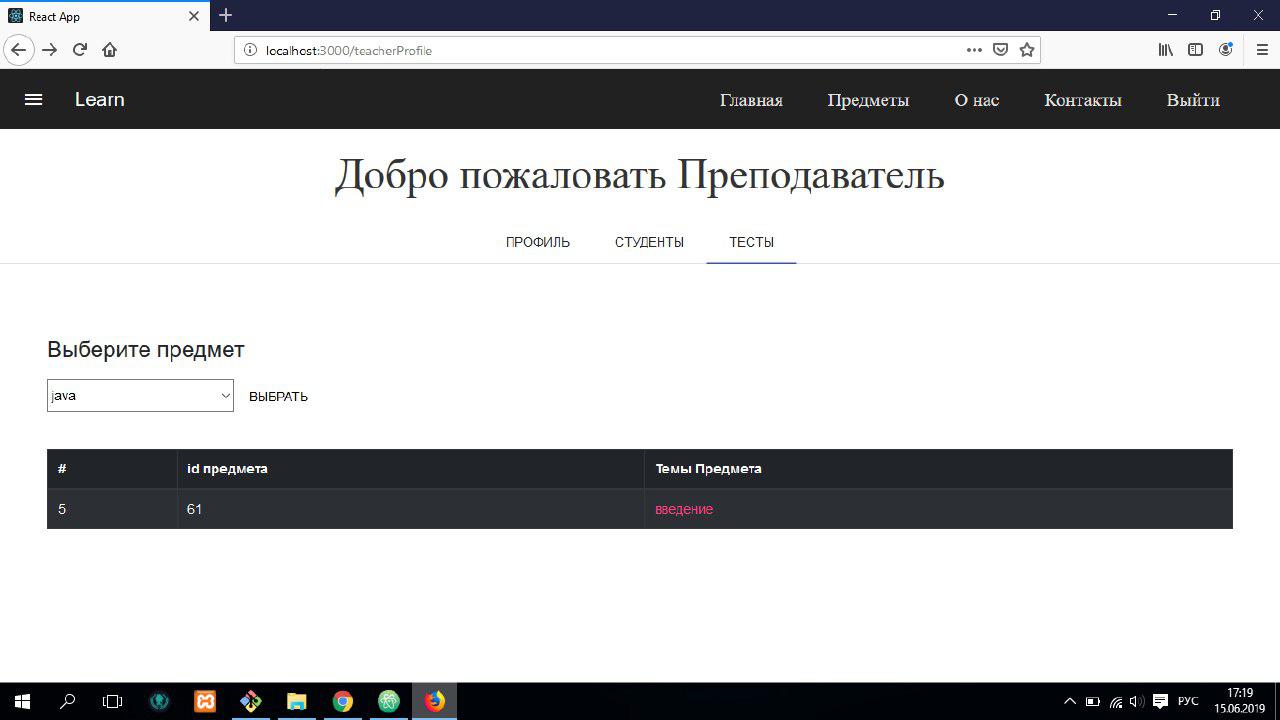 React App
localhost:3000/teacherProfile
Learn
Главная Предметы О нас Контакты Выйти
Добро пожаловать Преподаватель
ПРОФИЛЬ СТУДЕНТЫ ТЕСТЫ
Выберите предмет
java ВЫБРАТЬ
# id предмета Темы Предмета
5 61 введение
РУС 17:19
15.06.2019